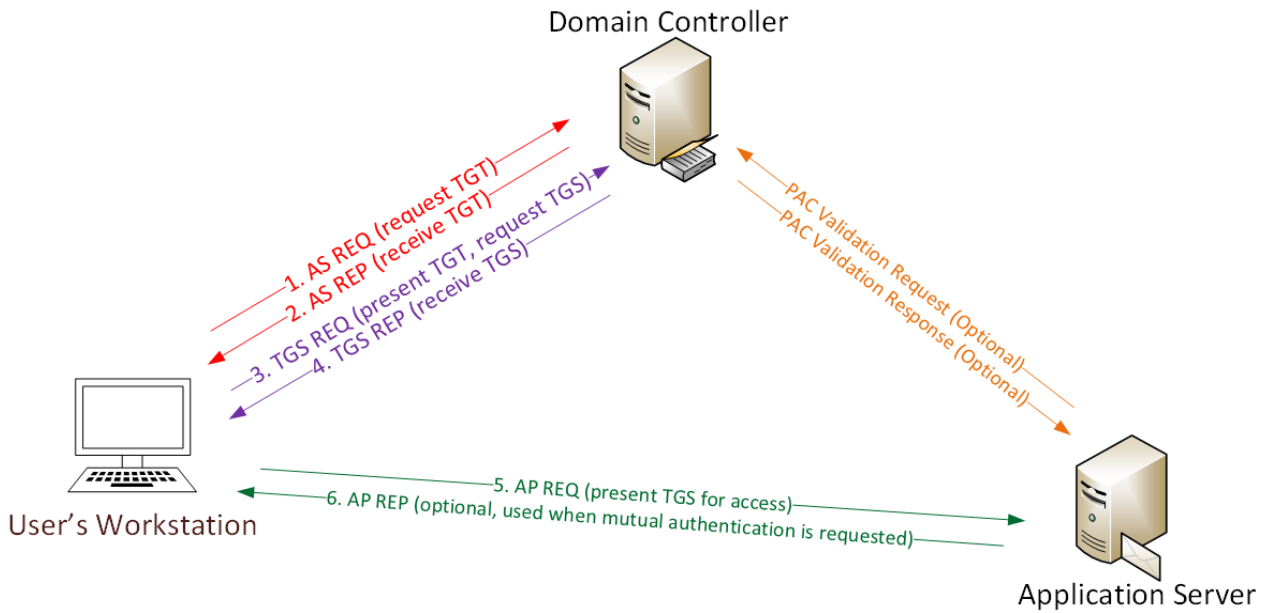 Domain Controller
1. AS REQ (request TGT)
2. AS REP (receive TGT)
3. TGS REQ (present TGT, request TGS)
4. TGS REP (receive TGS)
PAC Validation Request (Optional)
PAC Validation Response (Optional)
5. AP REQ (present TGS for access)
6. AP REP (optional, used when mutual authentication is requested)
User's Workstation
Application Server